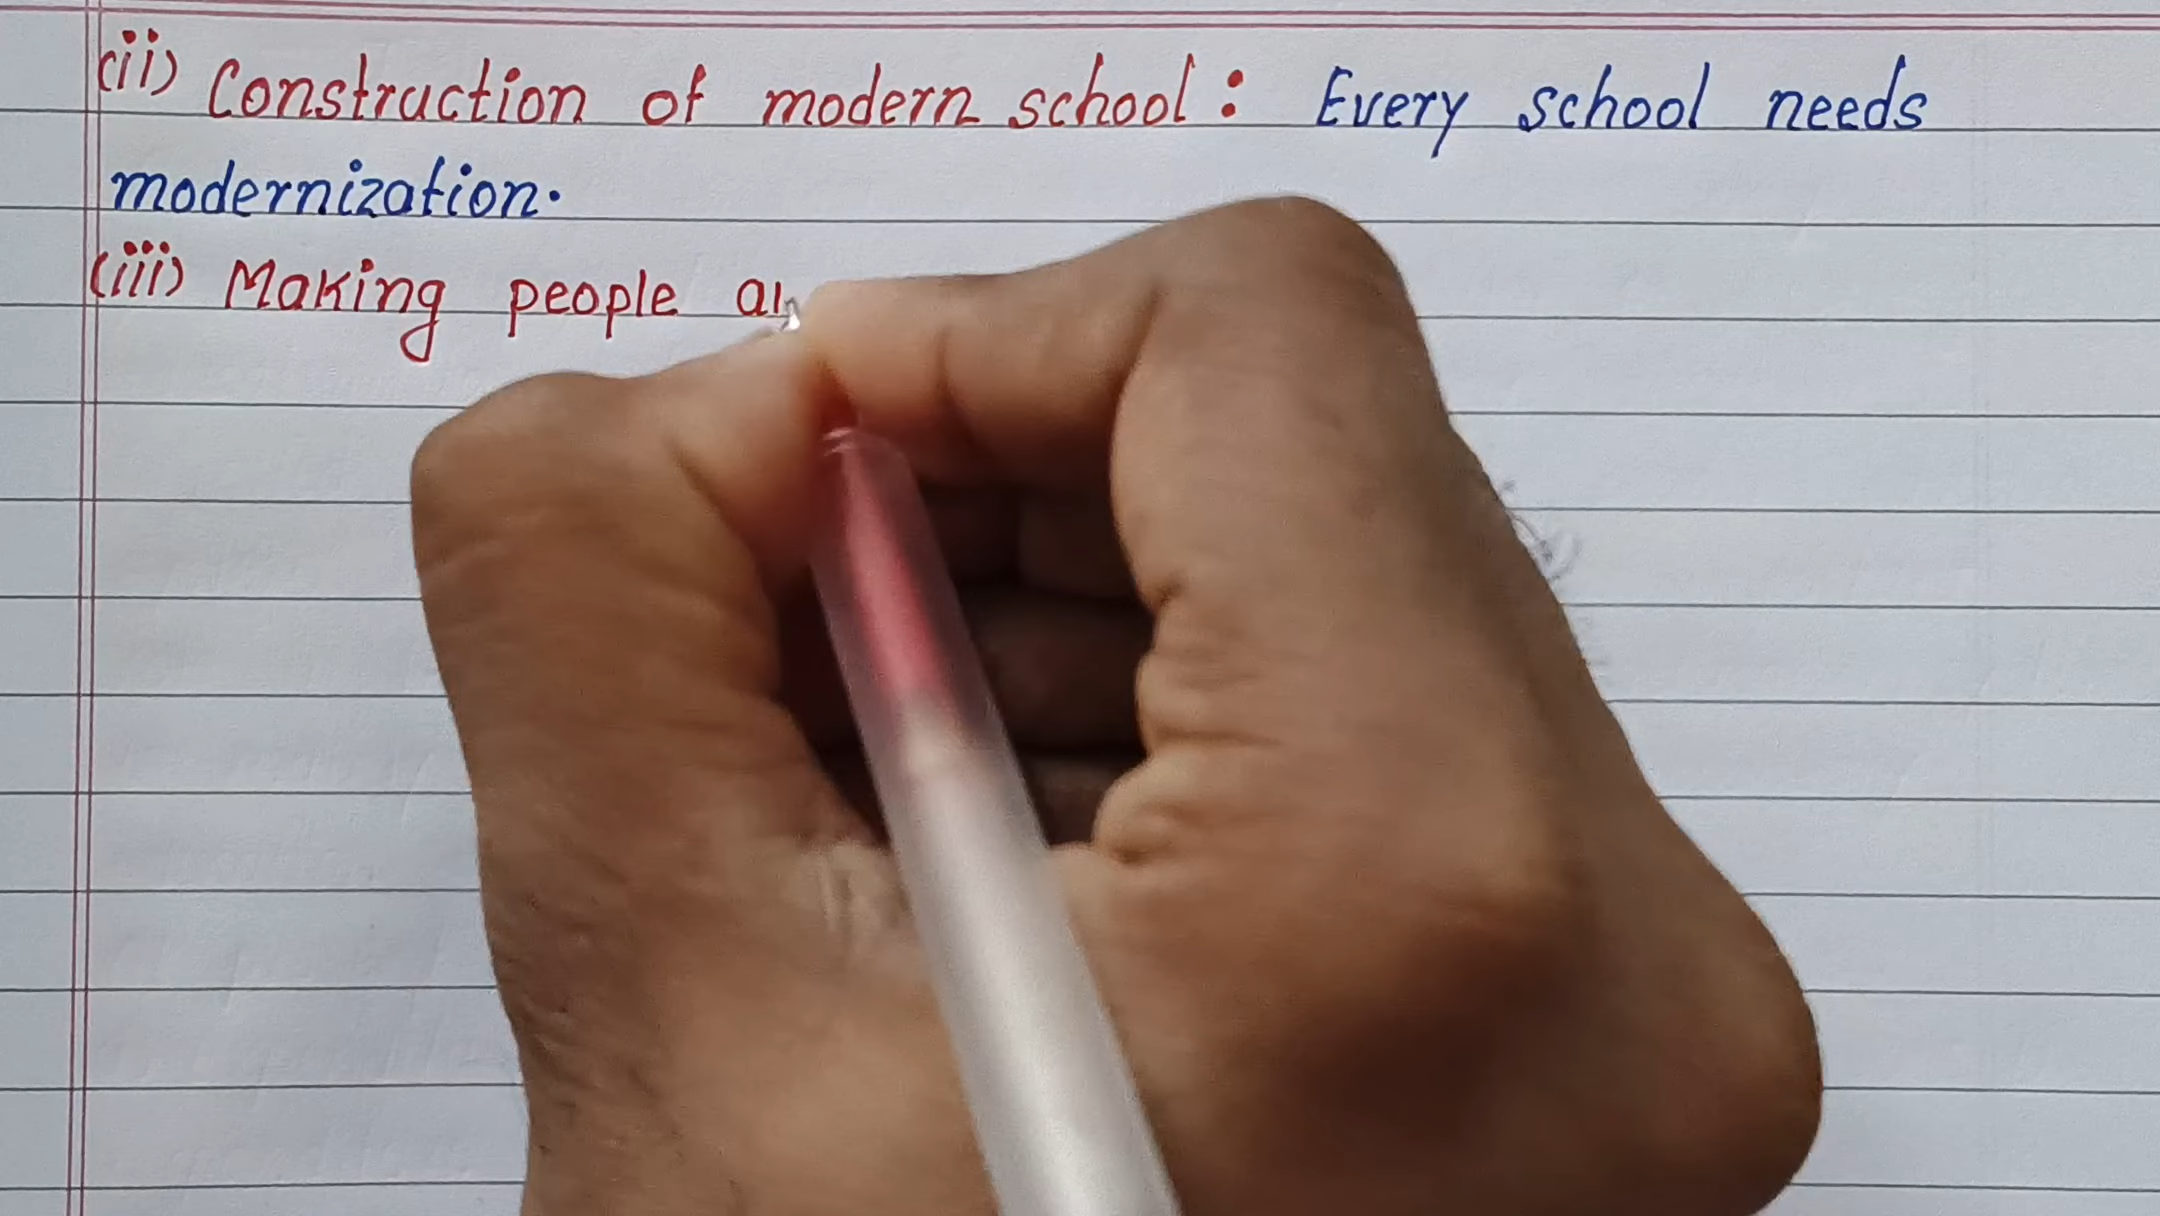 (ii) Construction of modern school : Every school needs
modernization.
(iii) Making people